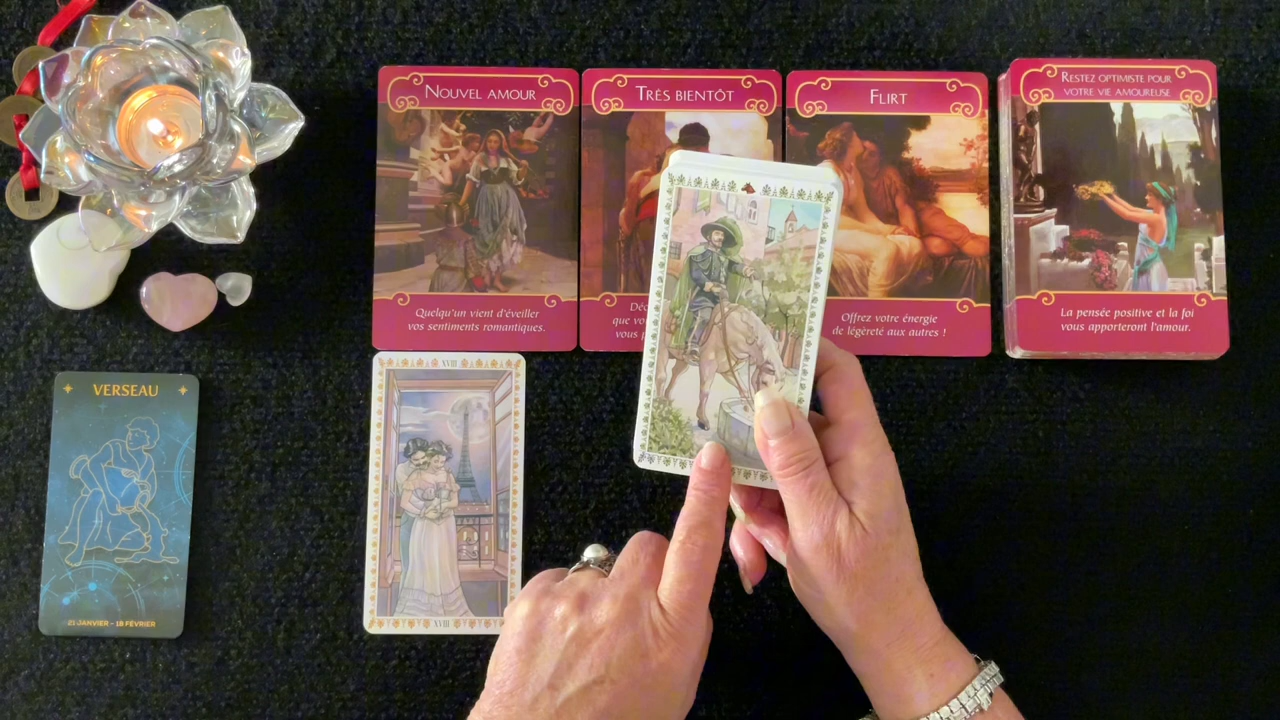 NOUVEL AMOUR
Quelqu'un vient d'éveiller
vos sentiments romantiques.
TRÈS BIENTÔT
Déc
que vo
vous p
FLIRT
Offrez votre énergie
de légèreté aux autres !
RESTEZ OPTIMISTE POUR
VOTRE VIE AMOUREUSE
La pensée positive et la foi
vous apporteront l'amour.
VERSEAU
21 JANVIER - 18 FÉVRIER
XVIII
XVIII